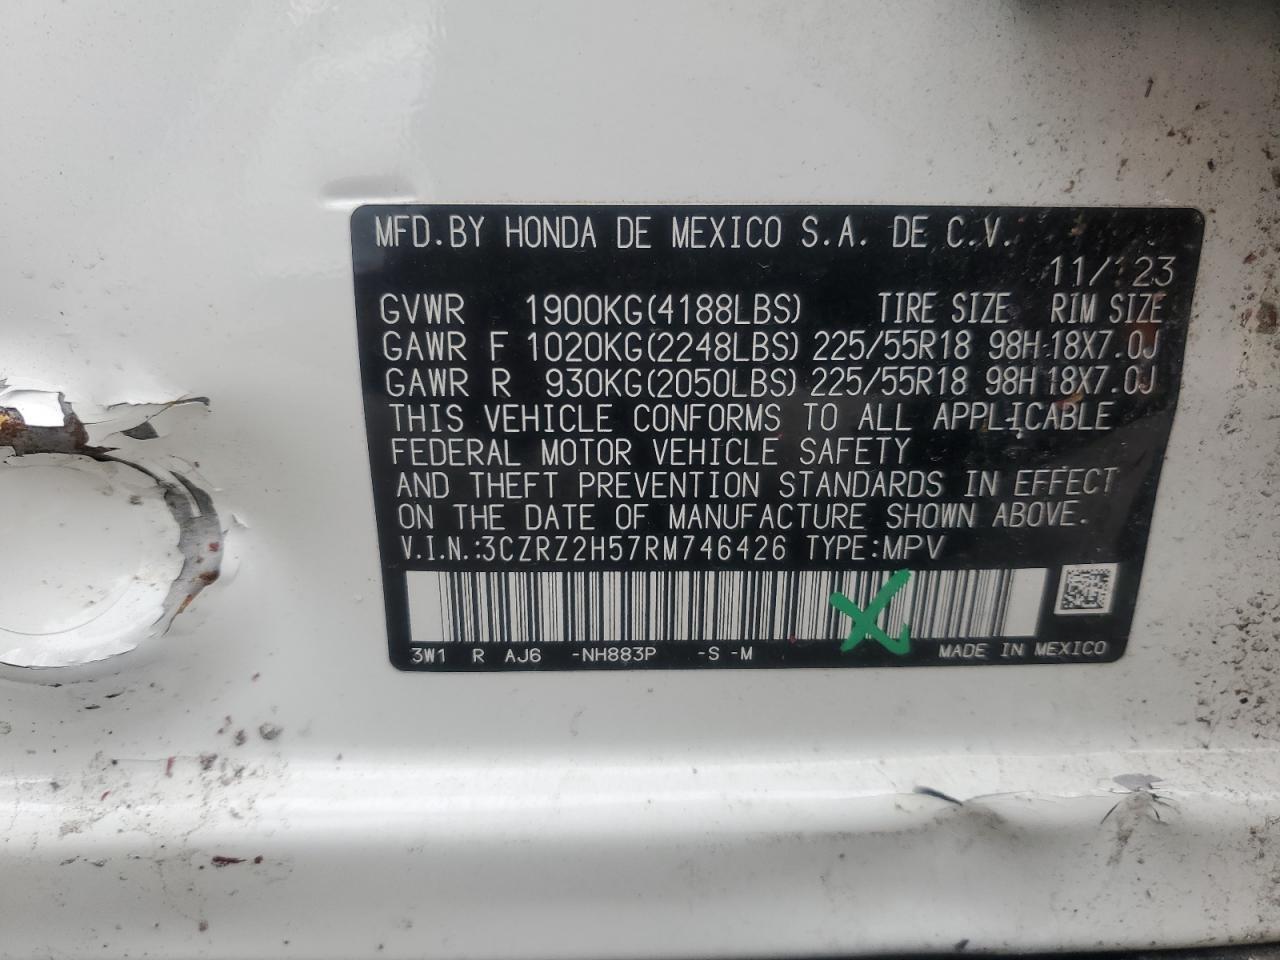 MFD.BY HONDA DE MEXICO S.A. DE C.V.
11/ 23
GVWR 1900KG(4188LBS) TIRE SIZE RIM SIZE
GAWR F 1020KG(2248LBS) 225/55R18 98H 18X7.0J
GAWR R 930KG(2050LBS) 225/55R18 98H 18X7.0J
THIS VEHICLE CONFORMS TO ALL APPLICABLE
FEDERAL MOTOR VEHICLE SAFETY
AND THEFT PREVENTION STANDARDS IN EFFECT
ON THE DATE OF MANUFACTURE SHOWN ABOVE.
V.I.N.:3CZRZ2H57RM746426 TYPE:MPV
3W1 R AJ6 -NH883P -S -M MADE IN MEXICO